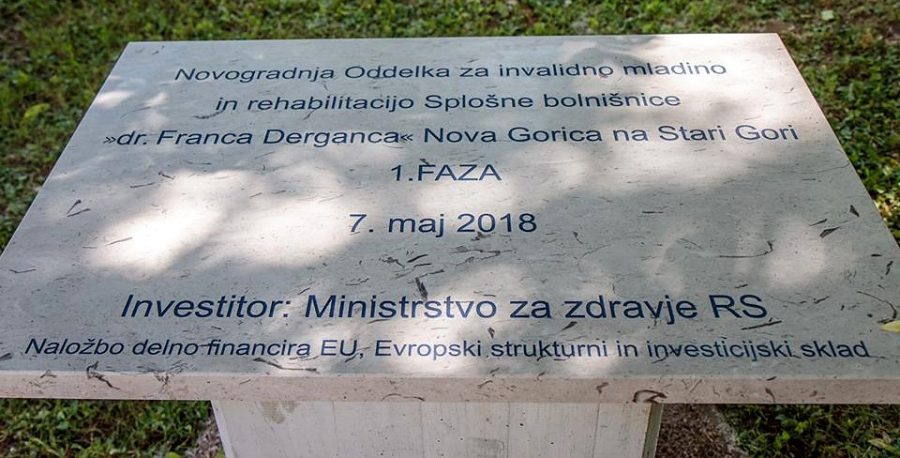 Novogradnja Oddelka za invalidno mladino
in rehabilitacijo Splošne bolnišnice
»dr. Franca Derganca« Nova Gorica na Stari Gori
1.FAZA
7. maj 2018
Investitor: Ministrstvo za zdravje RS
Naložbo delno financira EU, Evropski strukturni in investicijski sklad